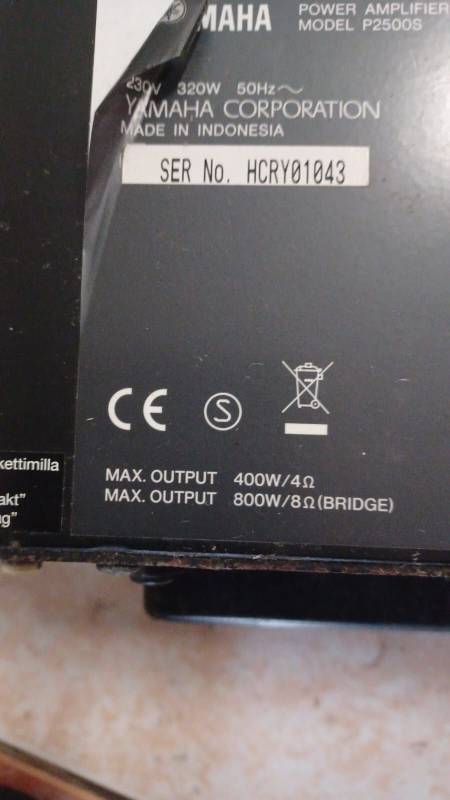 MAHA
POWER AMPLIFIER
MODEL P2500S
230V 320W 50Hz ~
YAMAHA CORPORATION
MADE IN INDONESIA
SER No. HCRY01043
CE
S
MAX. OUTPUT 400W/4Ω
MAX. OUTPUT 800W/8Ω(BRIDGE)
kettimilla
akt"
ng"